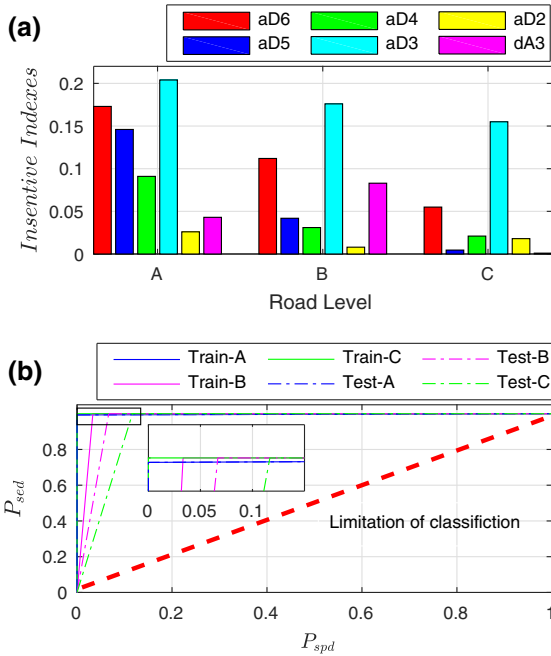 (a)
aD6 aD4 aD2
aD5 aD3 dA3
Insentive Indexes
0.2
0.15
0.1
0.05
0
A B C
Road Level
(b)
Train-A Train-C Test-B
Train-B Test-A Test-C
P_sed
0.8
0.6
0.4
0.2
0
0 0.05 0.1
Limitation of classifiction
0 0.2 0.4 0.6 0.8 1
P_spd